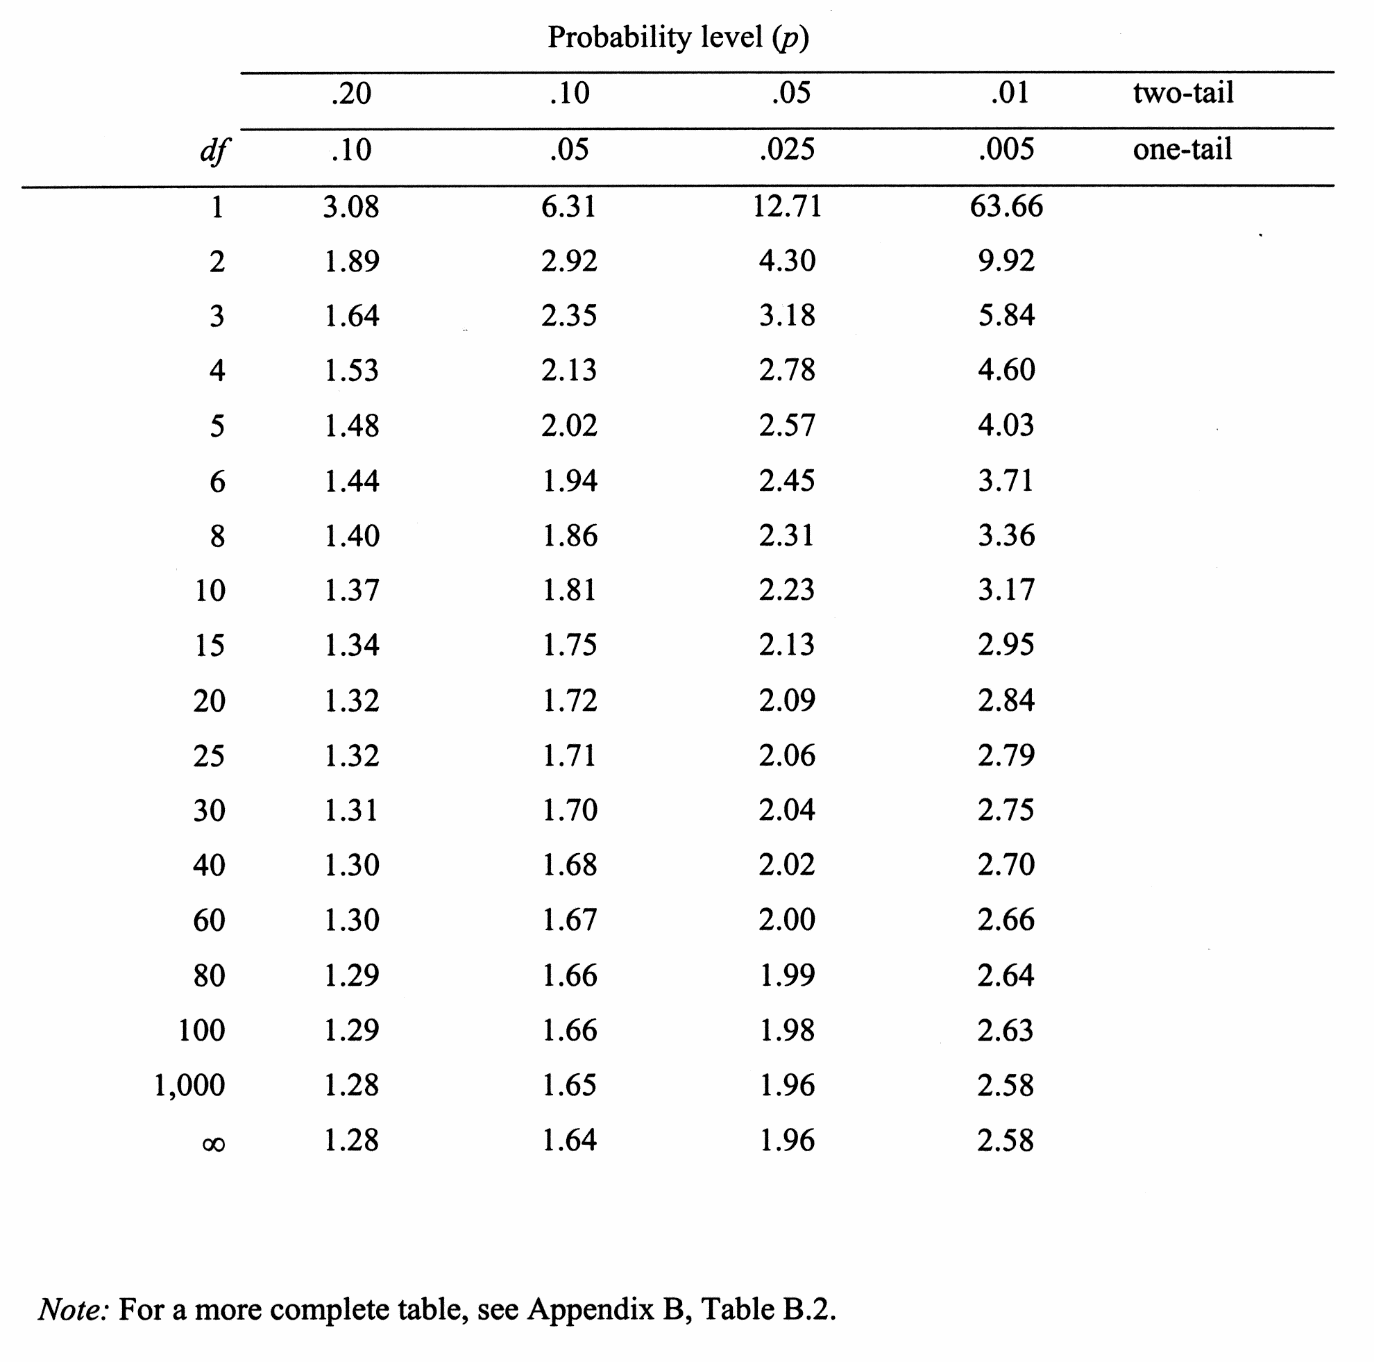 Probability level (p)
.20 .10 .05 .01 two-tail
df .10 .05 .025 .005 one-tail
1 3.08 6.31 12.71 63.66
2 1.89 2.92 4.30 9.92
3 1.64 2.35 3.18 5.84
4 1.53 2.13 2.78 4.60
5 1.48 2.02 2.57 4.03
6 1.44 1.94 2.45 3.71
8 1.40 1.86 2.31 3.36
10 1.37 1.81 2.23 3.17
15 1.34 1.75 2.13 2.95
20 1.32 1.72 2.09 2.84
25 1.32 1.71 2.06 2.79
30 1.31 1.70 2.04 2.75
40 1.30 1.68 2.02 2.70
60 1.30 1.67 2.00 2.66
80 1.29 1.66 1.99 2.64
100 1.29 1.66 1.98 2.63
1,000 1.28 1.65 1.96 2.58
∞ 1.28 1.64 1.96 2.58
Note: For a more complete table, see Appendix B, Table B.2.